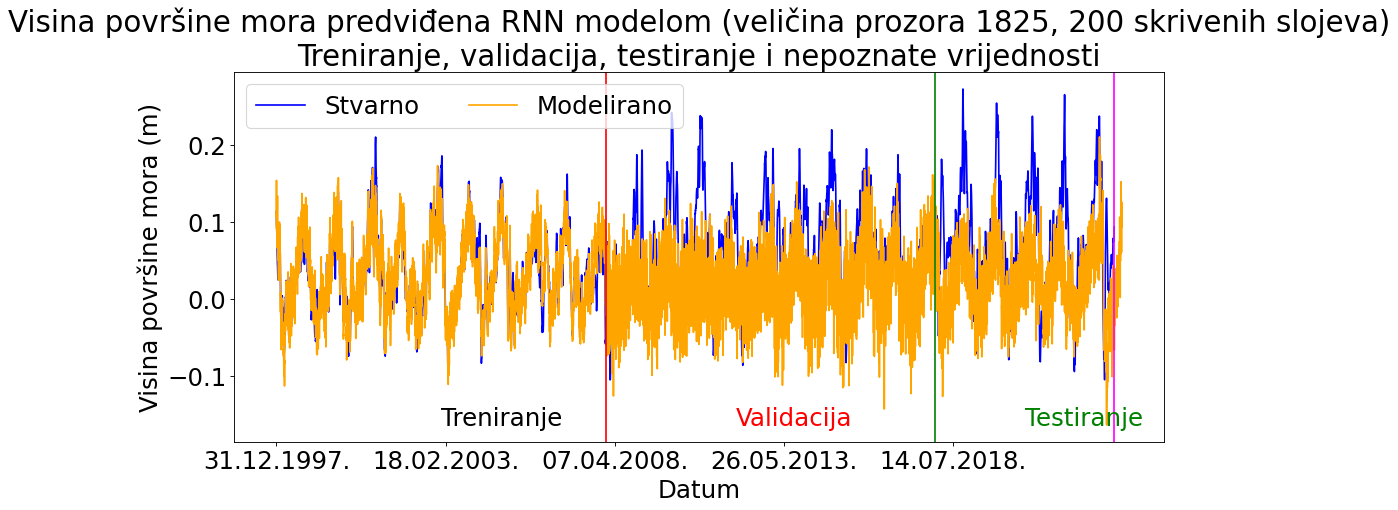 Visina površine mora predviđena RNN modelom (veličina prozora 1825, 200 skrivenih slojeva)
Treniranje, validacija, testiranje i nepoznate vrijednosti
Stvarno
Modelirano
Visina površine mora (m)
0.2
0.1
0.0
−0.1
Treniranje
Validacija
Testiranje
31.12.1997.
18.02.2003.
07.04.2008.
26.05.2013.
14.07.2018.
Datum